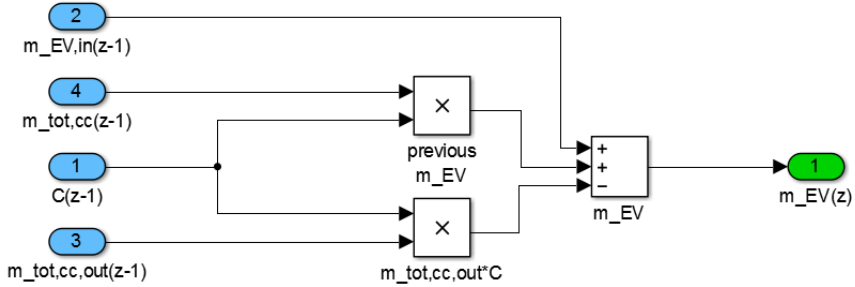 2
m_EV,in(z-1)
4
m_tot,cc(z-1)
×
previous
m_EV
1
C(z-1)
+
+
−
m_EV
1
m_EV(z)
3
m_tot,cc,out(z-1)
×
m_tot,cc,out*C